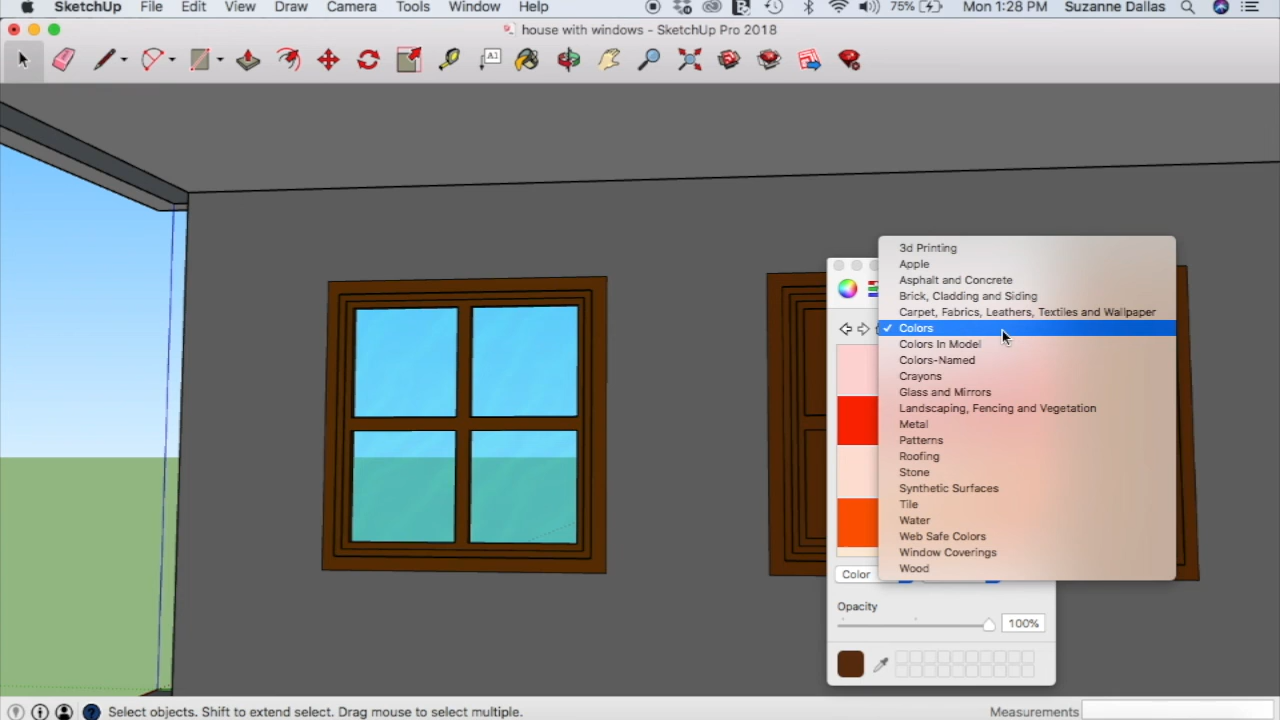 SketchUp File Edit View Draw Camera Tools Window Help 75% Mon 1:28 PM Suzanne Dallas
house with windows - SketchUp Pro 2018
A1
3d Printing
Apple
Asphalt and Concrete
Brick, Cladding and Siding
Carpet, Fabrics, Leathers, Textiles and Wallpaper
✓ Colors
Colors In Model
Colors-Named
Crayons
Glass and Mirrors
Landscaping, Fencing and Vegetation
Metal
Patterns
Roofing
Stone
Synthetic Surfaces
Tile
Water
Web Safe Colors
Window Coverings
Wood
Color
Opacity
100%
Select objects. Shift to extend select. Drag mouse to select multiple. Measurements